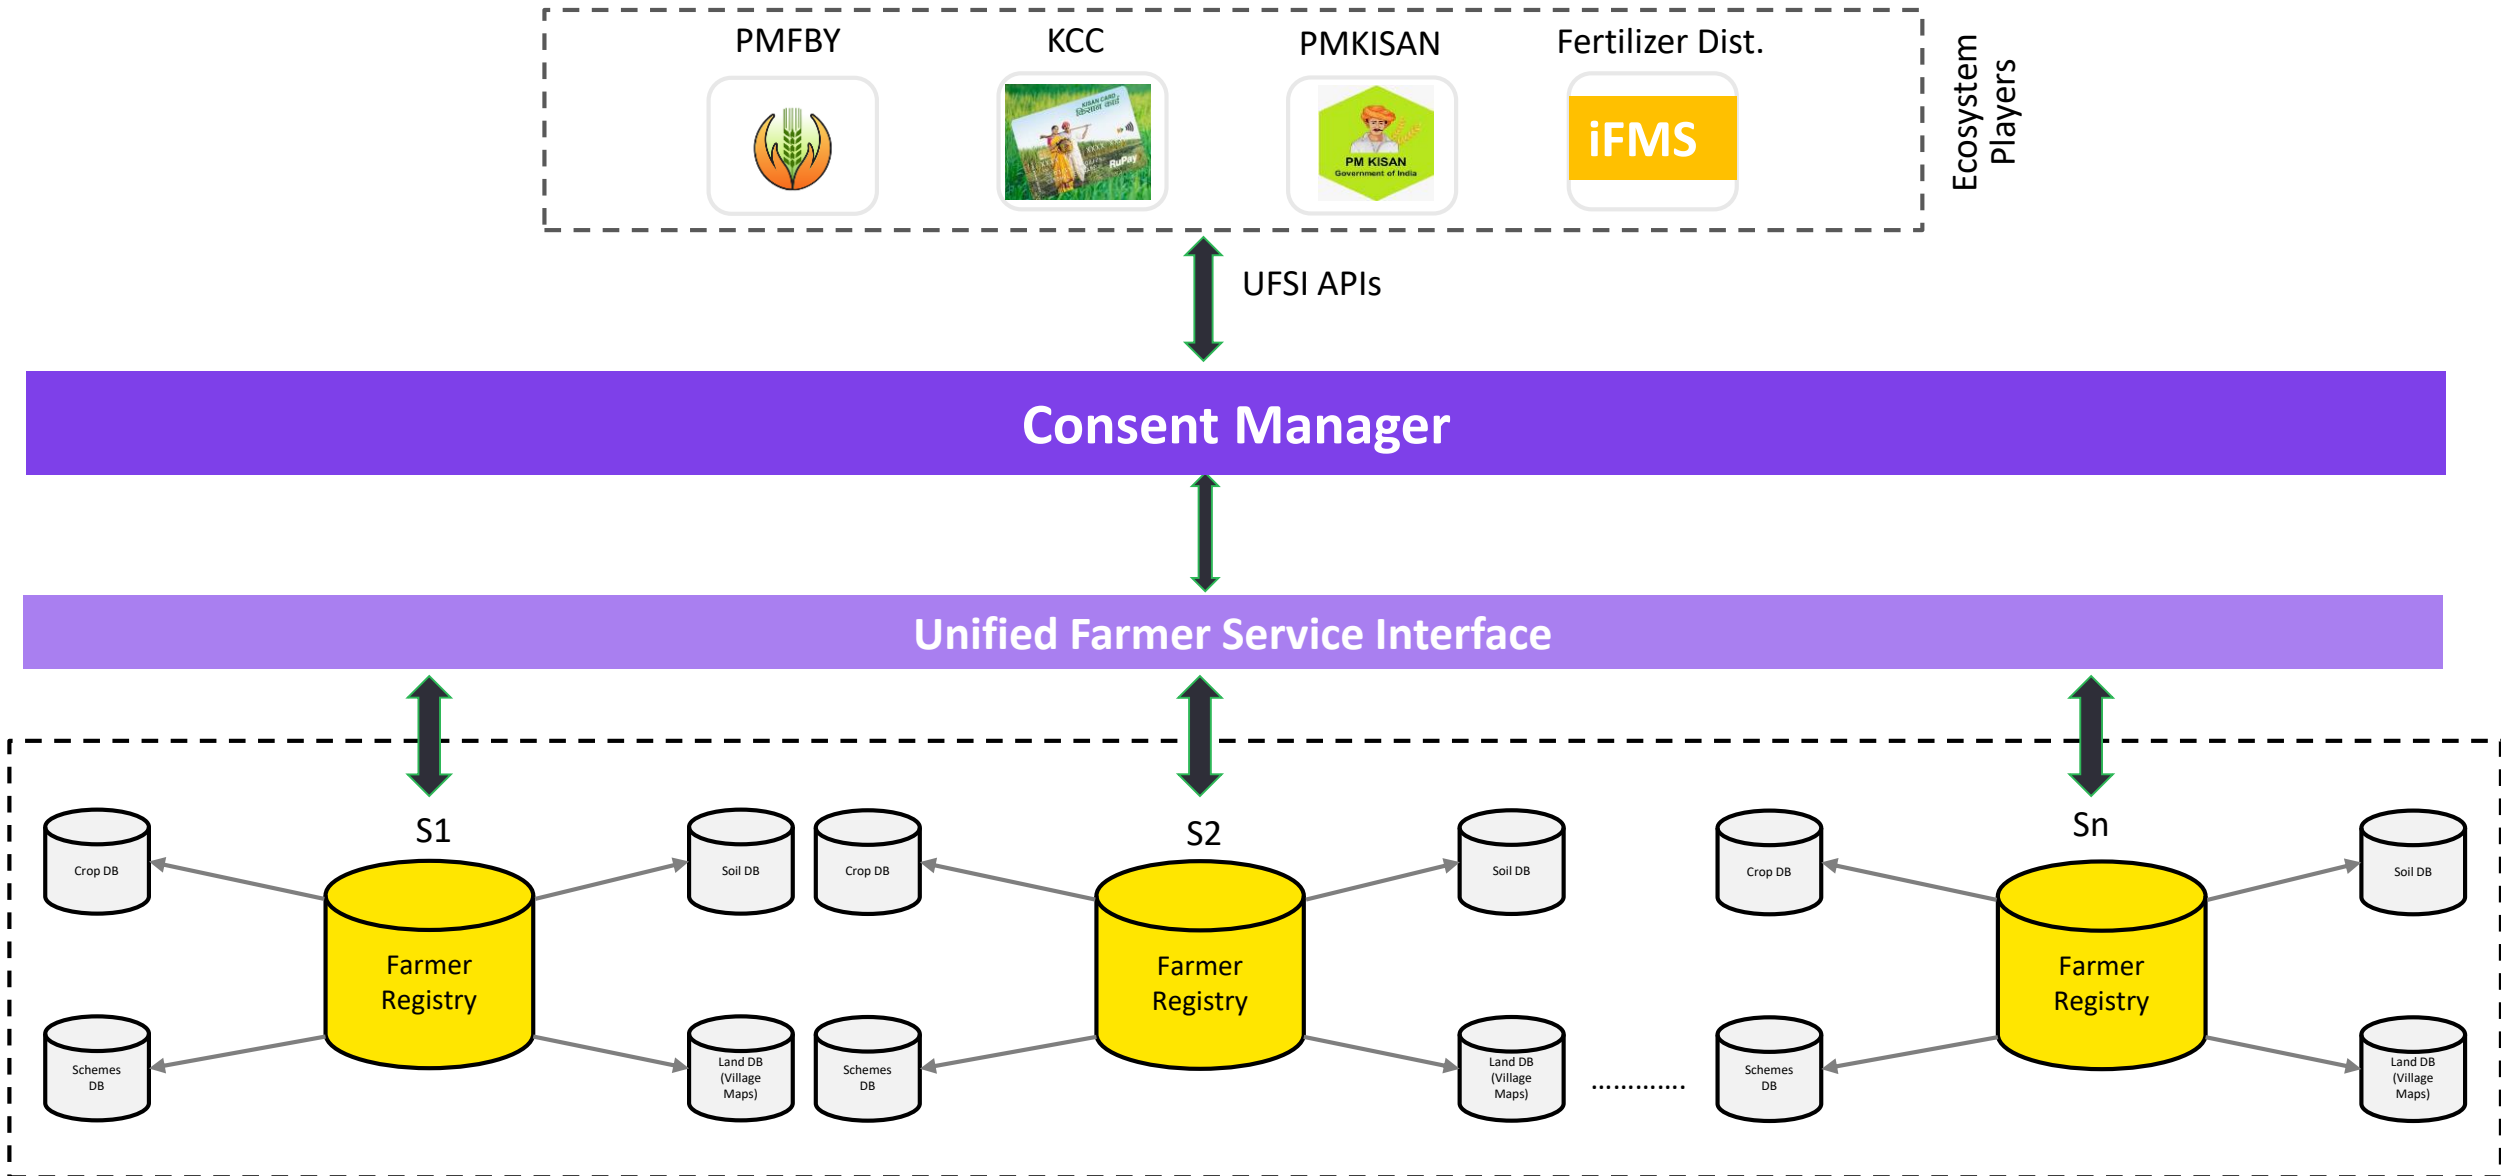 PMFBY
KCC
PMKISAN
Fertilizer Dist.
KISAN CARD
किसान कार्ड
RuPay
PM KISAN
Government of India
iFMS
Ecosystem
Players
UFSI APIs
Consent Manager
Unified Farmer Service Interface
S1
Crop DB
Soil DB
Farmer
Registry
Schemes
DB
Land DB
(Village
Maps)
S2
Crop DB
Soil DB
Farmer
Registry
Schemes
DB
Land DB
(Village
Maps)
.............
Sn
Crop DB
Soil DB
Farmer
Registry
Schemes
DB
Land DB
(Village
Maps)